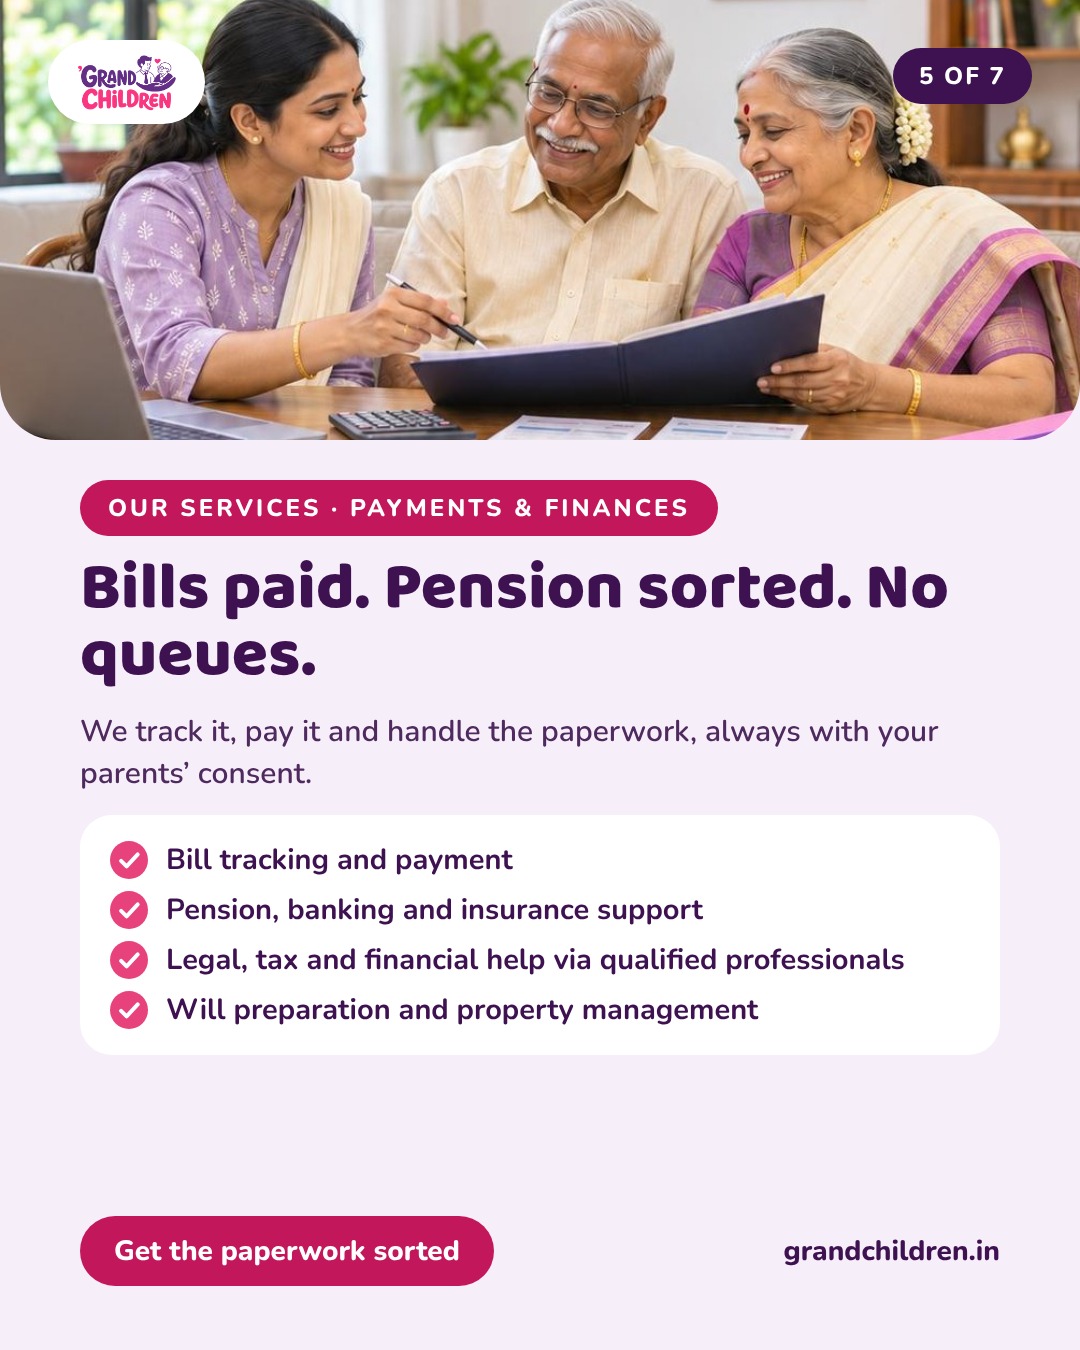 'GRAND
CHILDREN
5 OF 7
OUR SERVICES · PAYMENTS & FINANCES
Bills paid. Pension sorted. No
queues.
We track it, pay it and handle the paperwork, always with your
parents’ consent.
Bill tracking and payment
Pension, banking and insurance support
Legal, tax and financial help via qualified professionals
Will preparation and property management
Get the paperwork sorted
grandchildren.in